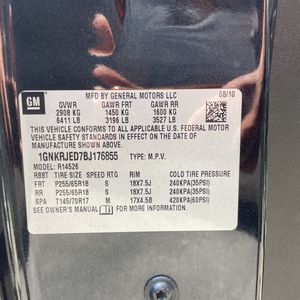 MFD BY GENERAL MOTORS LLC
08/10
GM
GVWR GAWR FRT GAWR RR
2908 KG 1450 KG 1600 KG
6411 LB 3196 LB 3527 LB
THIS VEHICLE CONFORMS TO ALL APPLICABLE U.S. FEDERAL MOTOR
VEHICLE SAFETY STANDARDS IN EFFECT ON THE DATE OF
MANUFACTURE SHOWN ABOVE.
1GNKRJED7BJ176855 TYPE: M.P.V.
MODEL: R14526
RBBT TIRE SIZE SPEED RTG RIM COLD TIRE PRESSURE
FRT P255/65R18 S 18X7.5J 240KPA(35PSI)
RR P255/65R18 S 18X7.5J 240KPA(35PSI)
SPA T145/70R17 M 17X4.5B 420KPA(60PSI)
SEE OWNER'S MANUAL FOR